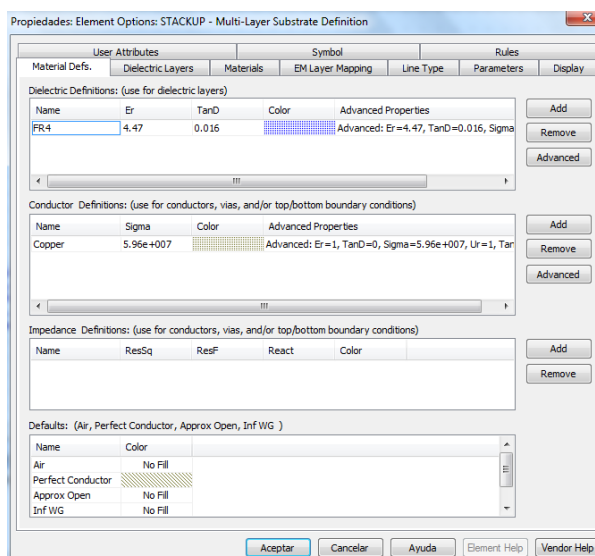 Propiedades: Element Options: STACKUP - Multi-Layer Substrate Definition
User Attributes Symbol Rules
Material Defs. Dielectric Layers Materials EM Layer Mapping Line Type Parameters Display
Dielectric Definitions: (use for dielectric layers)
Name Er TanD Color Advanced Properties Add
FR4 4.47 0.016 Advanced: Er=4.47, TanD=0.016, Sigma Remove
Advanced
Conductor Definitions: (use for conductors, vias, and/or top/bottom boundary conditions)
Name Sigma Color Advanced Properties Add
Copper 5.96e+007 Advanced: Er=1, TanD=0, Sigma=5.96e+007, Ur=1, Tar Remove
Advanced
Impedance Definitions: (use for conductors, vias, and/or top/bottom boundary conditions)
Name ResSq ResF React Color Add
Remove
Defaults: (Air, Perfect Conductor, Approx Open, Inf WG )
Name Color
Air No Fill
Perfect Conductor
Approx Open No Fill
Inf WG No Fill
Aceptar Cancelar Ayuda Element Help Vendor Help